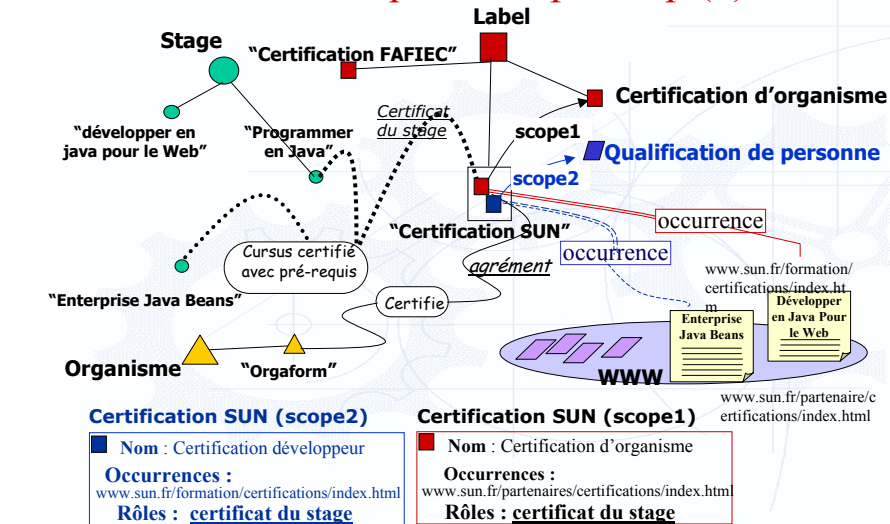 Label
Stage
“Certification FAFIEC”
Certification d’organisme
Certificat
du stage
“développer en
java pour le Web”
“Programmer
en Java”
scope1
Qualification de personne
scope2
occurrence
“Certification SUN”
occurrence
Cursus certifié
avec pré-requis
agrément
www.sun.fr/formation/
certifications/index.ht
m
“Enterprise Java Beans”
Certifie
Développer
en Java Pour
le Web
Enterprise
Java Beans
Organisme
“Orgaform”
WWW
www.sun.fr/partenaire/c
ertifications/index.html
Certification SUN (scope2)
Nom : Certification développeur
Occurrences :
www.sun.fr/formation/certifications/index.html
Rôles : certificat du stage
Certification SUN (scope1)
Nom : Certification d’organisme
Occurrences :
www.sun.fr/partenaires/certifications/index.html
Rôles : certificat du stage